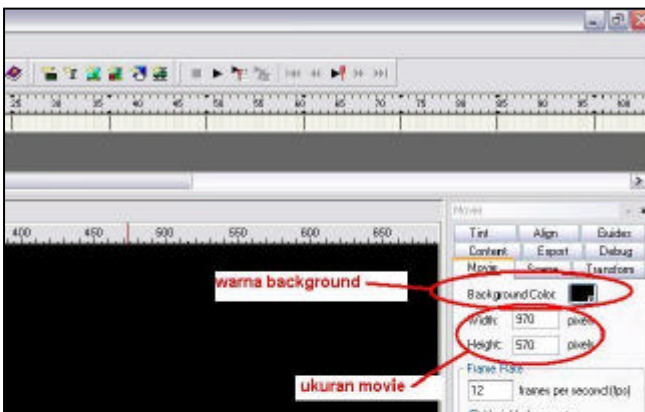 25 30 35 40 45 50 55 60 65 70 75 80 85 90 95 100
Movie
400 450 500 550 600 650
Tint Align Guides
Content Export Debug
Movie Scene Transform
warna background
Background Color:
Width: 970 pixels
Height: 570 pixels
Frame Rate
ukuran movie
12 frames per second (fps)